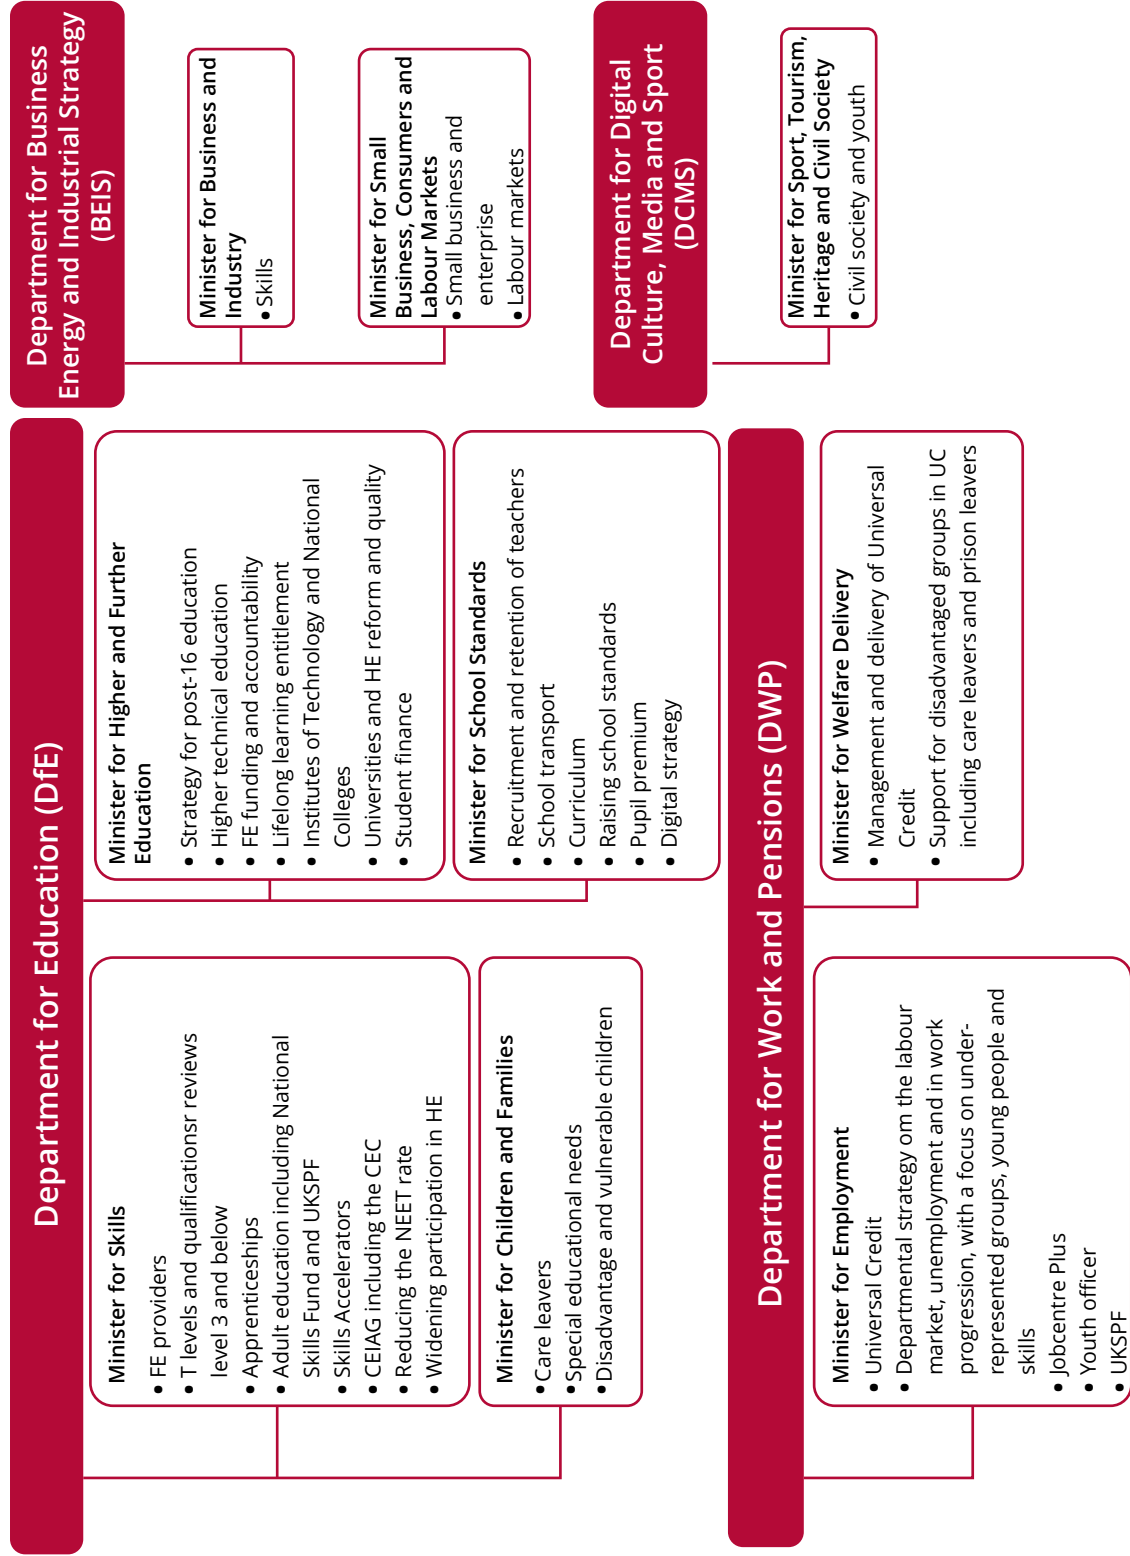 Department for Education (DfE)
Minister for Skills
• FE providers
• T levels and qualificationsr reviews
level 3 and below
• Apprenticeships
• Adult education including National
Skills Fund and UKSPF
• Skills Accelerators
• CEIAG including the CEC
• Reducing the NEET rate
• Widening participation in HE
Minister for Children and Families
• Care leavers
• Special educational needs
• Disadvantage and vulnerable children
Minister for Higher and Further
Education
• Strategy for post-16 education
• Higher technical education
• FE funding and accountability
• Lifelong learning entitlement
• Institutes of Technology and National
Colleges
• Universities and HE reform and quality
• Student finance
Minister for School Standards
• Recruitment and retention of teachers
• School transport
• Curriculum
• Raising school standards
• Pupil premium
• Digital strategy
Department for Business
Energy and Industrial Strategy
(BEIS)
Minister for Business and
Industry
• Skills
Minister for Small
Business, Consumers and
Labour Markets
• Small business and
enterprise
• Labour markets
Department for Work and Pensions (DWP)
Minister for Employment
• Universal Credit
• Departmental strategy om the labour
market, unemployment and in work
progression, with a focus on under-
represented groups, young people and
skills
• Jobcentre Plus
• Youth officer
• UKSPF
Minister for Welfare Delivery
• Management and delivery of Universal
Credit
• Support for disadvantaged groups in UC
including care leavers and prison leavers
Department for Digital
Culture, Media and Sport
(DCMS)
Minister for Sport, Tourism,
Heritage and Civil Society
• Civil society and youth